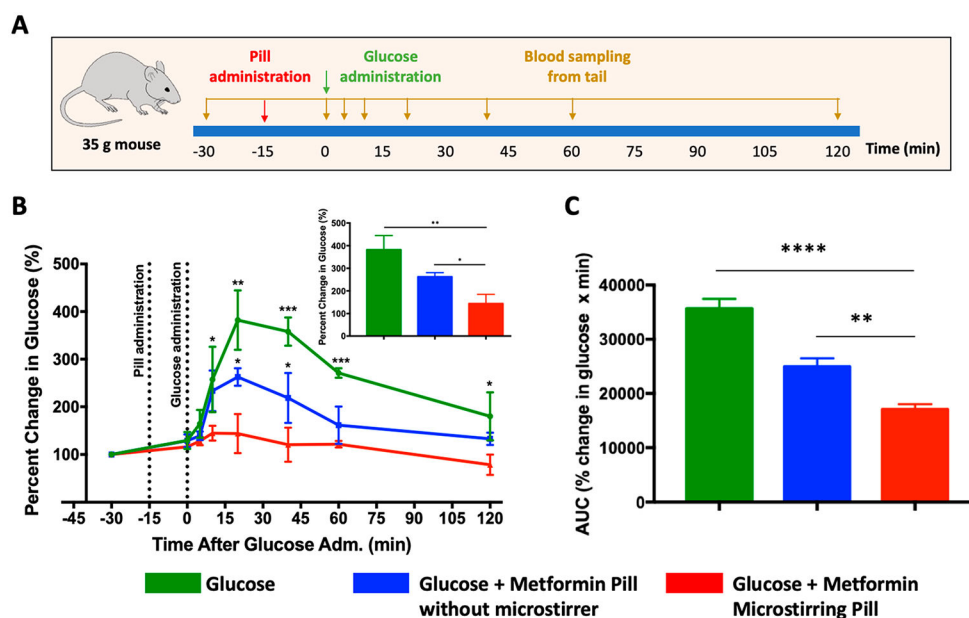 A
Pill
administration
Glucose
administration
Blood sampling
from tail
35 g mouse
-30 -15 0 15 30 45 60 75 90 105 120 Time (min)
B
Percent Change in Glucose (%)
500
400
300
200
100
0
Pill administration
Glucose administration
* ** *** *** *
* *
-45 -30 -15 0 15 30 45 60 75 90 105 120
Time After Glucose Adm. (min)
Percent Change in Glucose (%)
500
400
300
200
100
0
**
*
C
AUC (% change in glucose x min)
40000
30000
20000
10000
0
****
**
Glucose
Glucose + Metformin Pill
without microstirrer
Glucose + Metformin
Microstirring Pill